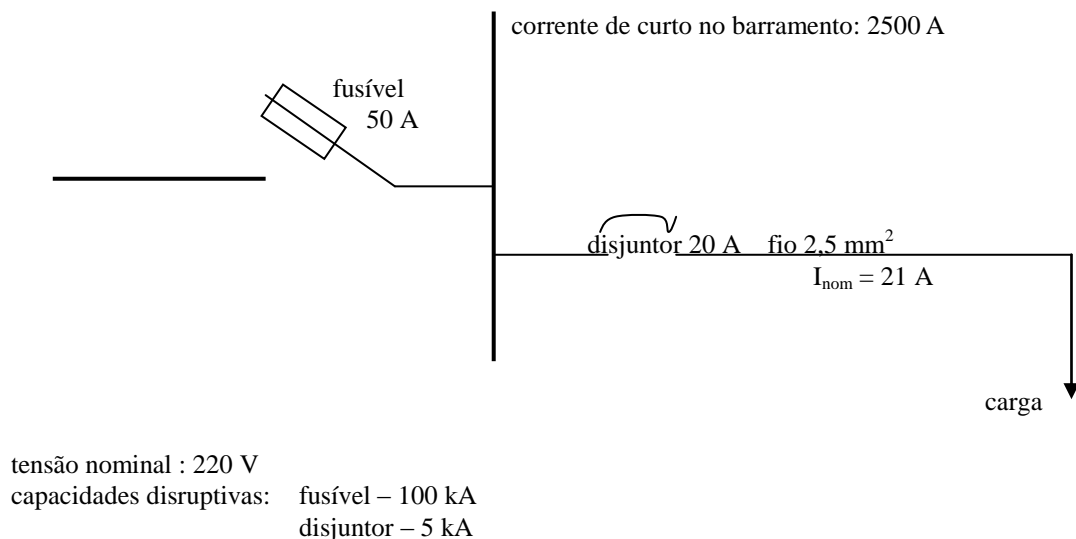 corrente de curto no barramento: 2500 A
fusível
50 A
disjuntor 20 A fio 2,5 mm²
Inom = 21 A
carga
tensão nominal : 220 V
capacidades disruptivas: fusível – 100 kA
disjuntor – 5 kA